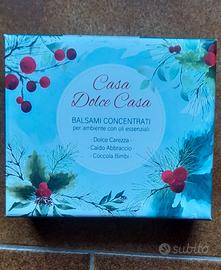 Casa
Dolce Casa
BALSAMI CONCENTRATI
per ambiente con oli essenziali
- Dolce Carezza -
- Caldo Abbraccio -
- Coccola Bimbi -
subito